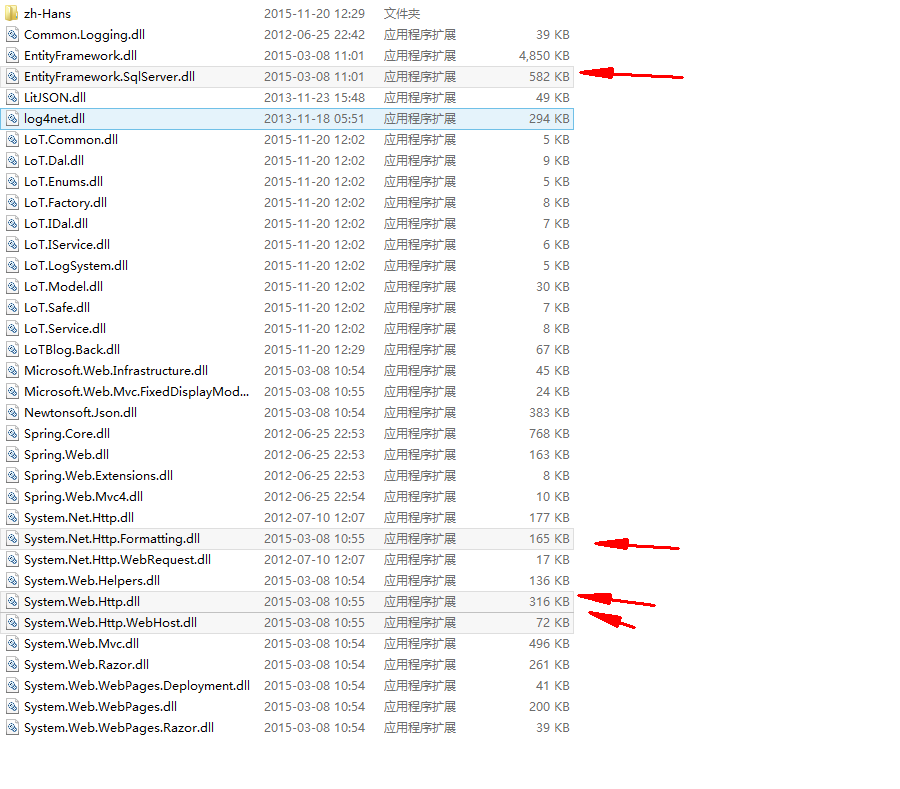 zh-Hans 2015-11-20 12:29 文件夹
Common.Logging.dll 2012-06-25 22:42 应用程序扩展 39 KB
EntityFramework.dll 2015-03-08 11:01 应用程序扩展 4,850 KB
EntityFramework.SqlServer.dll 2015-03-08 11:01 应用程序扩展 582 KB
LitJSON.dll 2013-11-23 15:48 应用程序扩展 49 KB
log4net.dll 2013-11-18 05:51 应用程序扩展 294 KB
LoT.Common.dll 2015-11-20 12:02 应用程序扩展 5 KB
LoT.Dal.dll 2015-11-20 12:02 应用程序扩展 9 KB
LoT.Enums.dll 2015-11-20 12:02 应用程序扩展 5 KB
LoT.Factory.dll 2015-11-20 12:02 应用程序扩展 8 KB
LoT.IDal.dll 2015-11-20 12:02 应用程序扩展 7 KB
LoT.IService.dll 2015-11-20 12:02 应用程序扩展 6 KB
LoT.LogSystem.dll 2015-11-20 12:02 应用程序扩展 5 KB
LoT.Model.dll 2015-11-20 12:02 应用程序扩展 30 KB
LoT.Safe.dll 2015-11-20 12:02 应用程序扩展 7 KB
LoT.Service.dll 2015-11-20 12:02 应用程序扩展 8 KB
LoTBlog.Back.dll 2015-11-20 12:29 应用程序扩展 67 KB
Microsoft.Web.Infrastructure.dll 2015-03-08 10:54 应用程序扩展 45 KB
Microsoft.Web.Mvc.FixedDisplayMod... 2015-03-08 10:55 应用程序扩展 24 KB
Newtonsoft.Json.dll 2015-03-08 10:54 应用程序扩展 383 KB
Spring.Core.dll 2012-06-25 22:53 应用程序扩展 768 KB
Spring.Web.dll 2012-06-25 22:53 应用程序扩展 163 KB
Spring.Web.Extensions.dll 2012-06-25 22:53 应用程序扩展 8 KB
Spring.Web.Mvc4.dll 2012-06-25 22:54 应用程序扩展 10 KB
System.Net.Http.dll 2012-07-10 12:07 应用程序扩展 177 KB
System.Net.Http.Formatting.dll 2015-03-08 10:55 应用程序扩展 165 KB
System.Net.Http.WebRequest.dll 2012-07-10 12:07 应用程序扩展 17 KB
System.Web.Helpers.dll 2015-03-08 10:54 应用程序扩展 136 KB
System.Web.Http.dll 2015-03-08 10:55 应用程序扩展 316 KB
System.Web.Http.WebHost.dll 2015-03-08 10:55 应用程序扩展 72 KB
System.Web.Mvc.dll 2015-03-08 10:54 应用程序扩展 496 KB
System.Web.Razor.dll 2015-03-08 10:54 应用程序扩展 261 KB
System.Web.WebPages.Deployment.dll 2015-03-08 10:54 应用程序扩展 41 KB
System.Web.WebPages.dll 2015-03-08 10:54 应用程序扩展 200 KB
System.Web.WebPages.Razor.dll 2015-03-08 10:54 应用程序扩展 39 KB